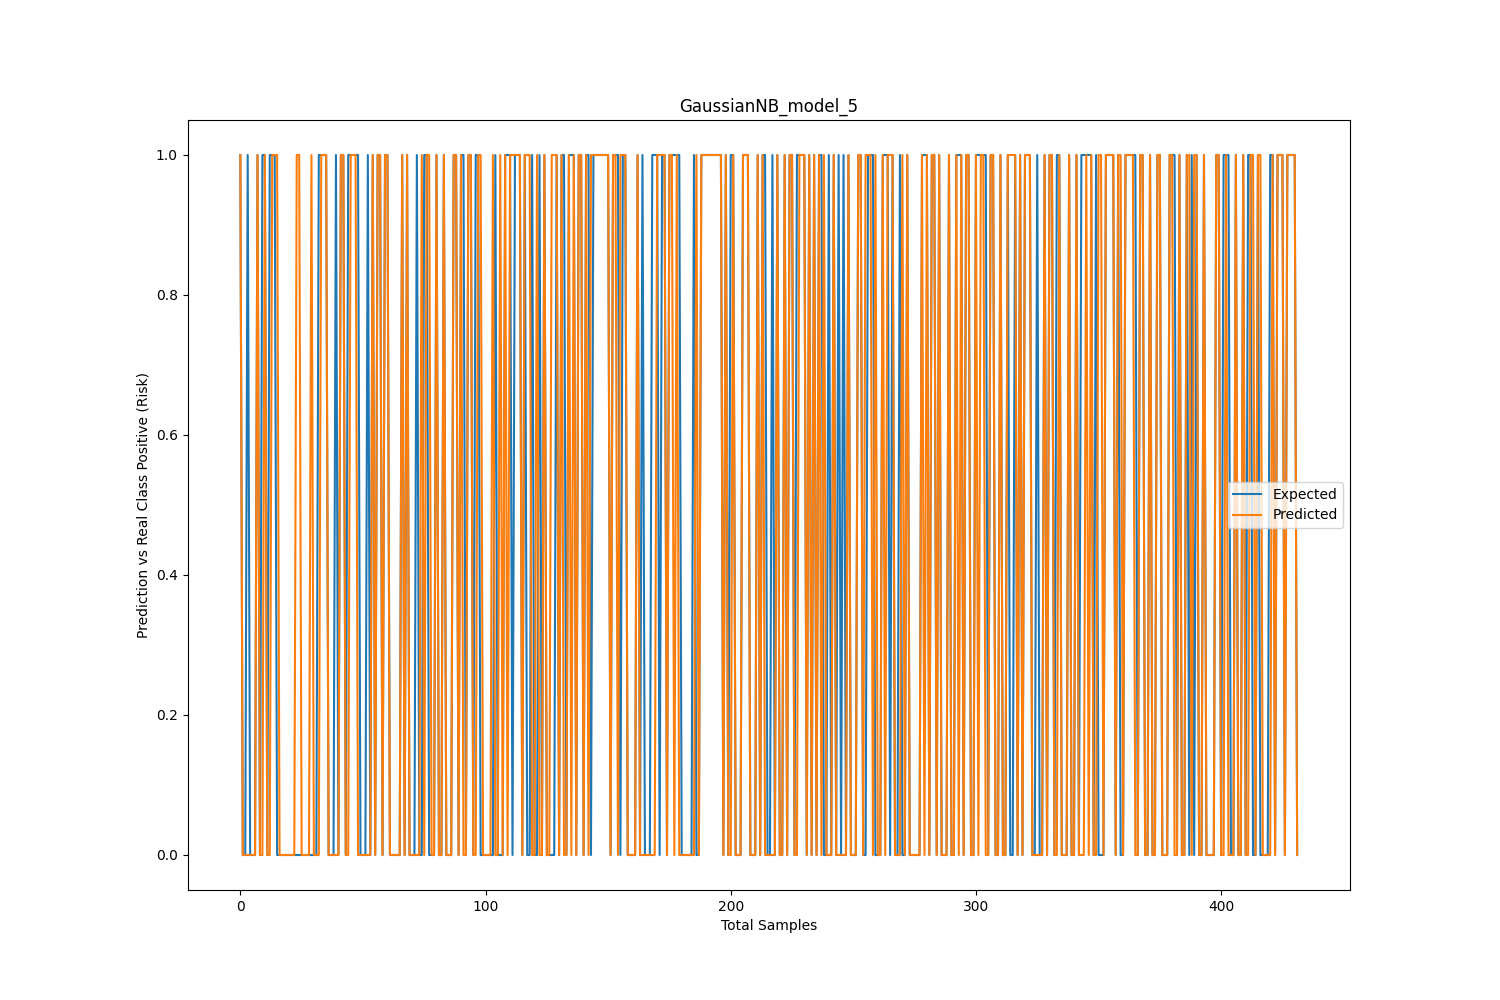 GaussianNB_model_5
1.0
0.8
0.6
0.4
0.2
0.0
Prediction vs Real Class Positive (Risk)
Expected
Predicted
0
100
200
300
400
Total Samples